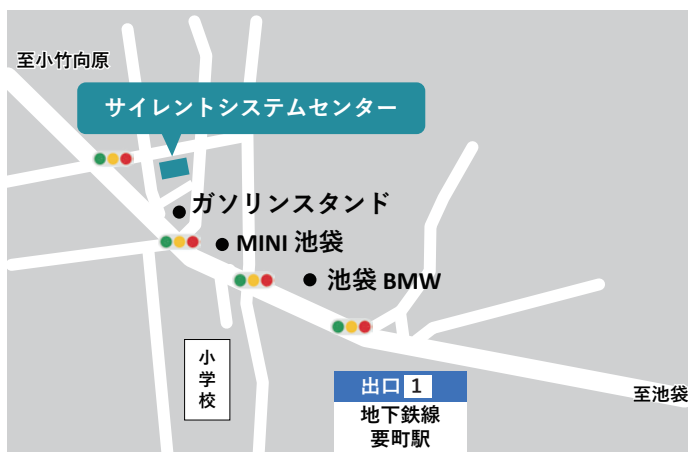 至小竹向原
サイレントシステムセンター
ガソリンスタンド
MINI 池袋
池袋 BMW
小学校
出口 1
地下鉄線
要町駅
至池袋